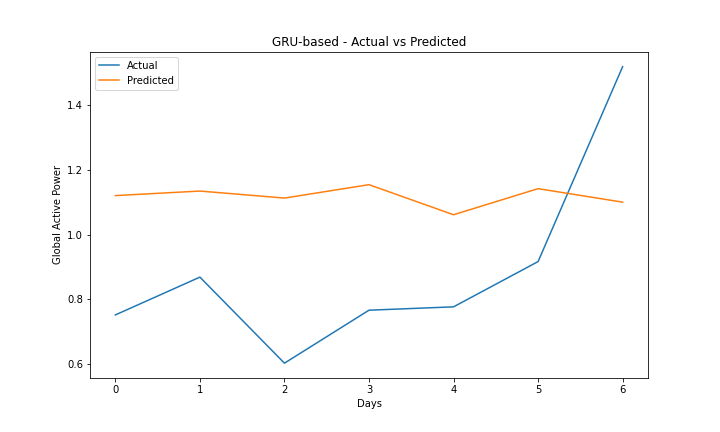 GRU-based - Actual vs Predicted
Actual
Predicted
Global Active Power
1.4
1.2
1.0
0.8
0.6
0 1 2 3 4 5 6
Days